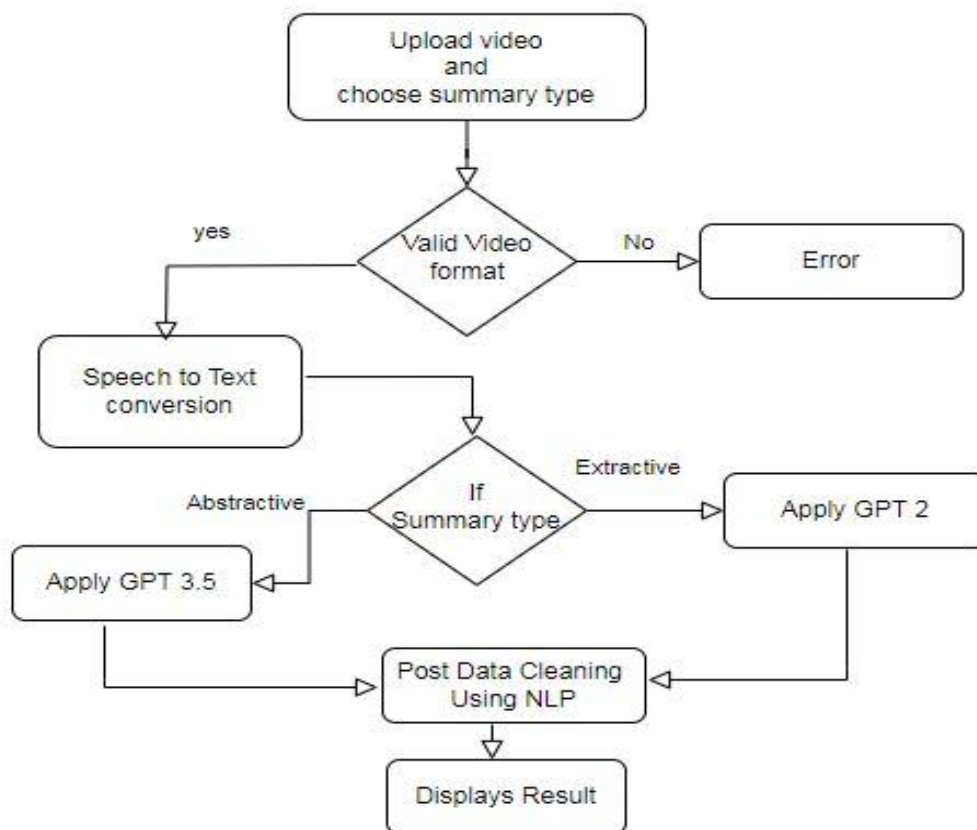 Upload video
and
choose summary type
yes
Valid Video
format
No
Error
Speech to Text
conversion
If
Summary type
Abstractive
Extractive
Apply GPT 2
Apply GPT 3.5
Post Data Cleaning
Using NLP
Displays Result